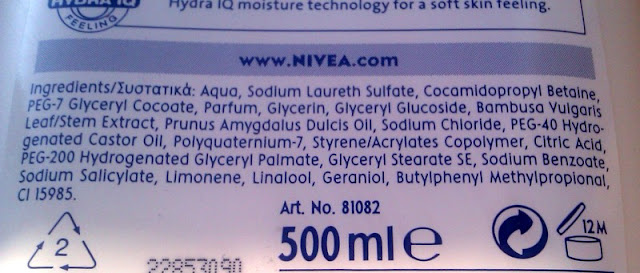 HYDRA IQ
FEELING
Hydra IQ moisture technology for a soft skin feeling.
www.NIVEA.com
Ingredients/Συστατικά: Aqua, Sodium Laureth Sulfate, Cocamidopropyl Betaine,
PEG-7 Glyceryl Cocoate, Parfum, Glycerin, Glyceryl Glucoside, Bambusa Vulgaris
Leaf/Stem Extract, Prunus Amygdalus Dulcis Oil, Sodium Chloride, PEG-40 Hydro-
genated Castor Oil, Polyquaternium-7, Styrene/Acrylates Copolymer, Citric Acid,
PEG-200 Hydrogenated Glyceryl Palmate, Glyceryl Stearate SE, Sodium Benzoate,
Sodium Salicylate, Limonene, Linalool, Geraniol, Butylphenyl Methylpropional,
CI 15985.
Art. No. 81082
2
500 ml e
12M